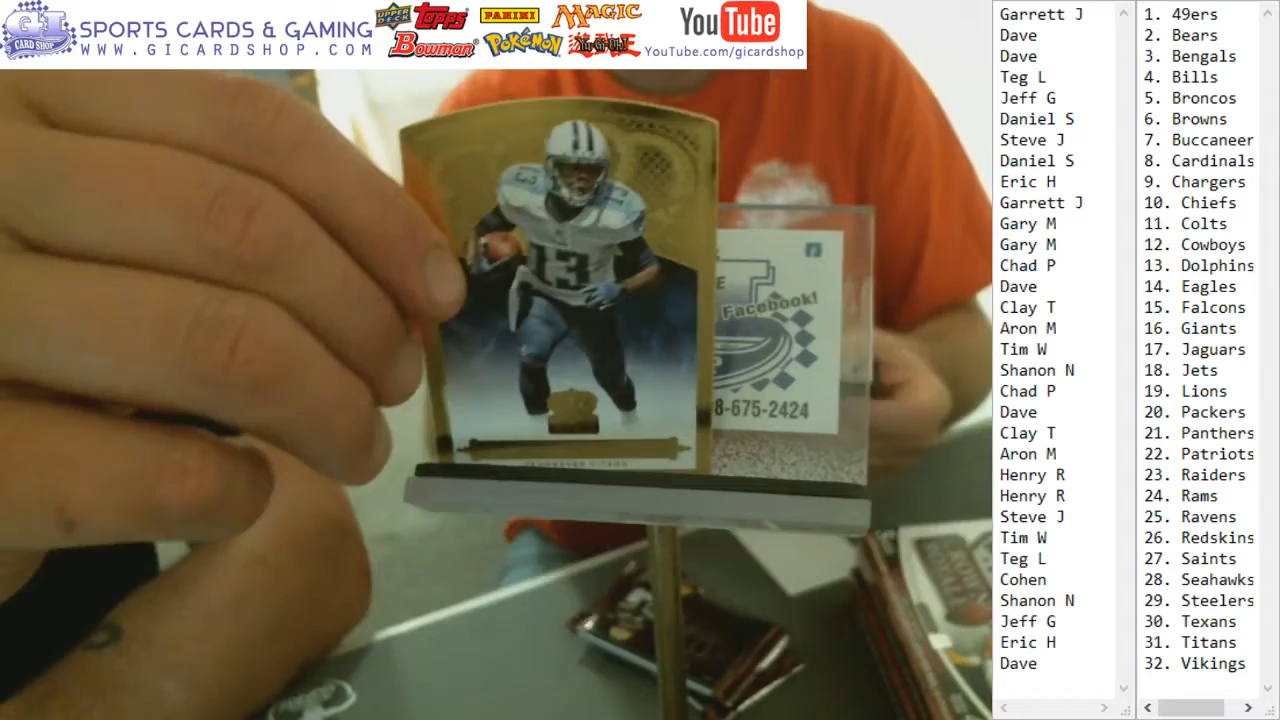 GI
CARD SHOP
SPORTS CARDS & GAMING
WWW.GICARDSHOP.COM
UPPER DECK
Topps
Bowman
PANINI
Pokémon
MAGIC
Yu-Gi-Oh!
YouTube
YouTube.com/gicardshop
13
13
13
Facebook!
8-675-2424
Garrett J
Dave
Dave
Teg L
Jeff G
Daniel S
Steve J
Daniel S
Eric H
Garrett J
Gary M
Gary M
Chad P
Dave
Clay T
Aron M
Tim W
Shanon N
Chad P
Dave
Clay T
Aron M
Henry R
Henry R
Steve J
Tim W
Teg L
Cohen
Shanon N
Jeff G
Eric H
Dave
1. 49ers
2. Bears
3. Bengals
4. Bills
5. Broncos
6. Browns
7. Buccaneer
8. Cardinals
9. Chargers
10. Chiefs
11. Colts
12. Cowboys
13. Dolphins
14. Eagles
15. Falcons
16. Giants
17. Jaguars
18. Jets
19. Lions
20. Packers
21. Panthers
22. Patriots
23. Raiders
24. Rams
25. Ravens
26. Redskins
27. Saints
28. Seahawks
29. Steelers
30. Texans
31. Titans
32. Vikings